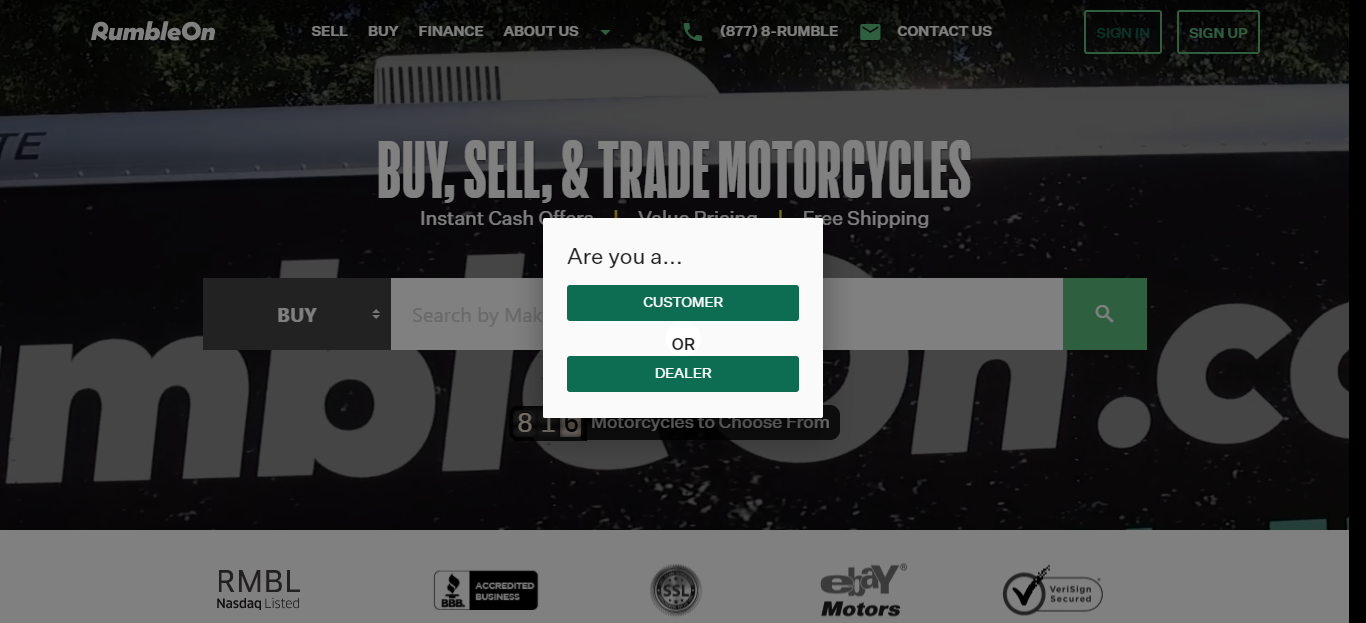 RumbleOn
SELL BUY FINANCE ABOUT US (877) 8-RUMBLE CONTACT US SIGN IN SIGN UP
TE
BUY, SELL, & TRADE MOTORCYCLES
Instant Cash Offers | Value Pricing | Free Shipping
Are you a...
CUSTOMER
BUY
Search by Mak
OR
DEALER
816 Motorcycles to Choose From
RMBL
Nasdaq Listed
BBB.
ACCREDITED
BUSINESS
SSL
ebay®
Motors
VeriSign
Secured